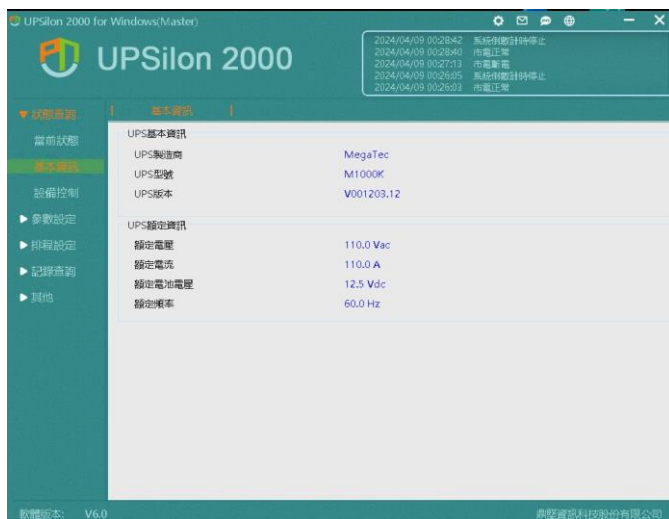 UPSilon 2000 for Windows(Master)
UPSilon 2000
2024/04/09 00:28:42 系統倒數計時停止
2024/04/09 00:28:40 市電正常
2024/04/09 00:27:13 市電斷電
2024/04/09 00:26:05 系統倒數計時停止
2024/04/09 00:26:03 市電正常
狀態查詢
基本資訊
當前狀態
基本資訊
設備控制
參數設定
排程設定
記錄查詢
其他
UPS基本資訊
UPS製造商 MegaTec
UPS型號 M1000K
UPS版本 V001203.12
UPS額定資訊
額定電壓 110.0 Vac
額定電流 110.0 A
額定電池電壓 12.5 Vdc
額定頻率 60.0 Hz
軟體版本: V6.0
鼎堅資訊科技股份有限公司